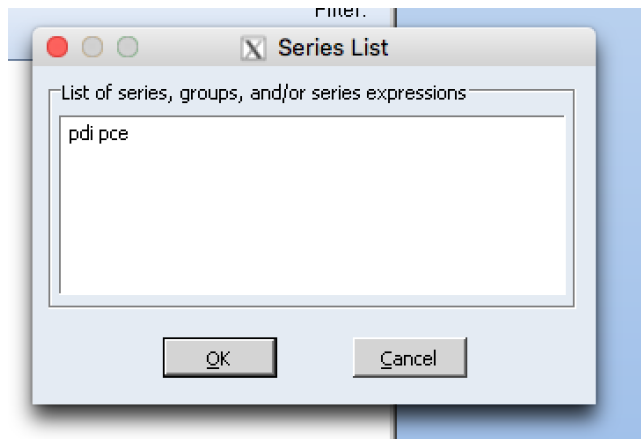 Filter:
Series List
List of series, groups, and/or series expressions
pdi pce
OK
Cancel